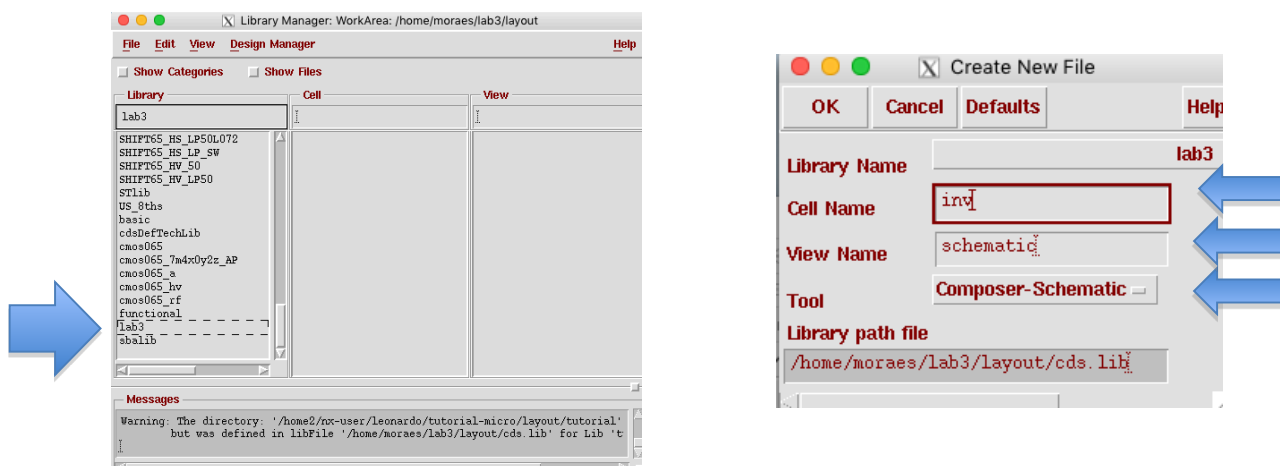 Library Manager: WorkArea: /home/moraes/lab3/layout
File Edit View Design Manager Help
Show Categories Show Files
Library Cell View
lab3
SHIFT65_HS_LP50L072
SHIFT65_HS_LP_SW
SHIFT65_HV_50
SHIFT65_HV_LP50
STlib
US_8ths
basic
cdsDefTechLib
cmos065
cmos065_7m4x0y2z_AP
cmos065_a
cmos065_hv
cmos065_rf
functional
lab3
sbalib
Messages
Warning: The directory: '/home2/nx-user/leonardo/tutorial-micro/layout/tutorial'
but was defined in libFile '/home/moraes/lab3/layout/cds.lib' for Lib 't
Create New File
OK Cancel Defaults Help
Library Name lab3
Cell Name inv
View Name schematic
Tool Composer-Schematic
Library path file
/home/moraes/lab3/layout/cds.lib